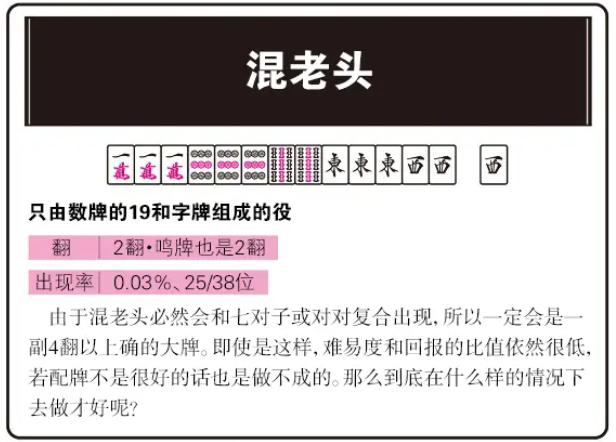 混老头
一萬 一萬 一萬 東 東 東 西 西 西
只由数牌的19和字牌组成的役
翻 2翻·鸣牌也是2翻
出现率 0.03%、25/38位
由于混老头必然会和七对子或对对复合出现,所以一定会是一
副4翻以上确的大牌。即使是这样,难易度和回报的比值依然很低,
若配牌不是很好的话也是做不成的。那么到底在什么样的情况下
去做才好呢?